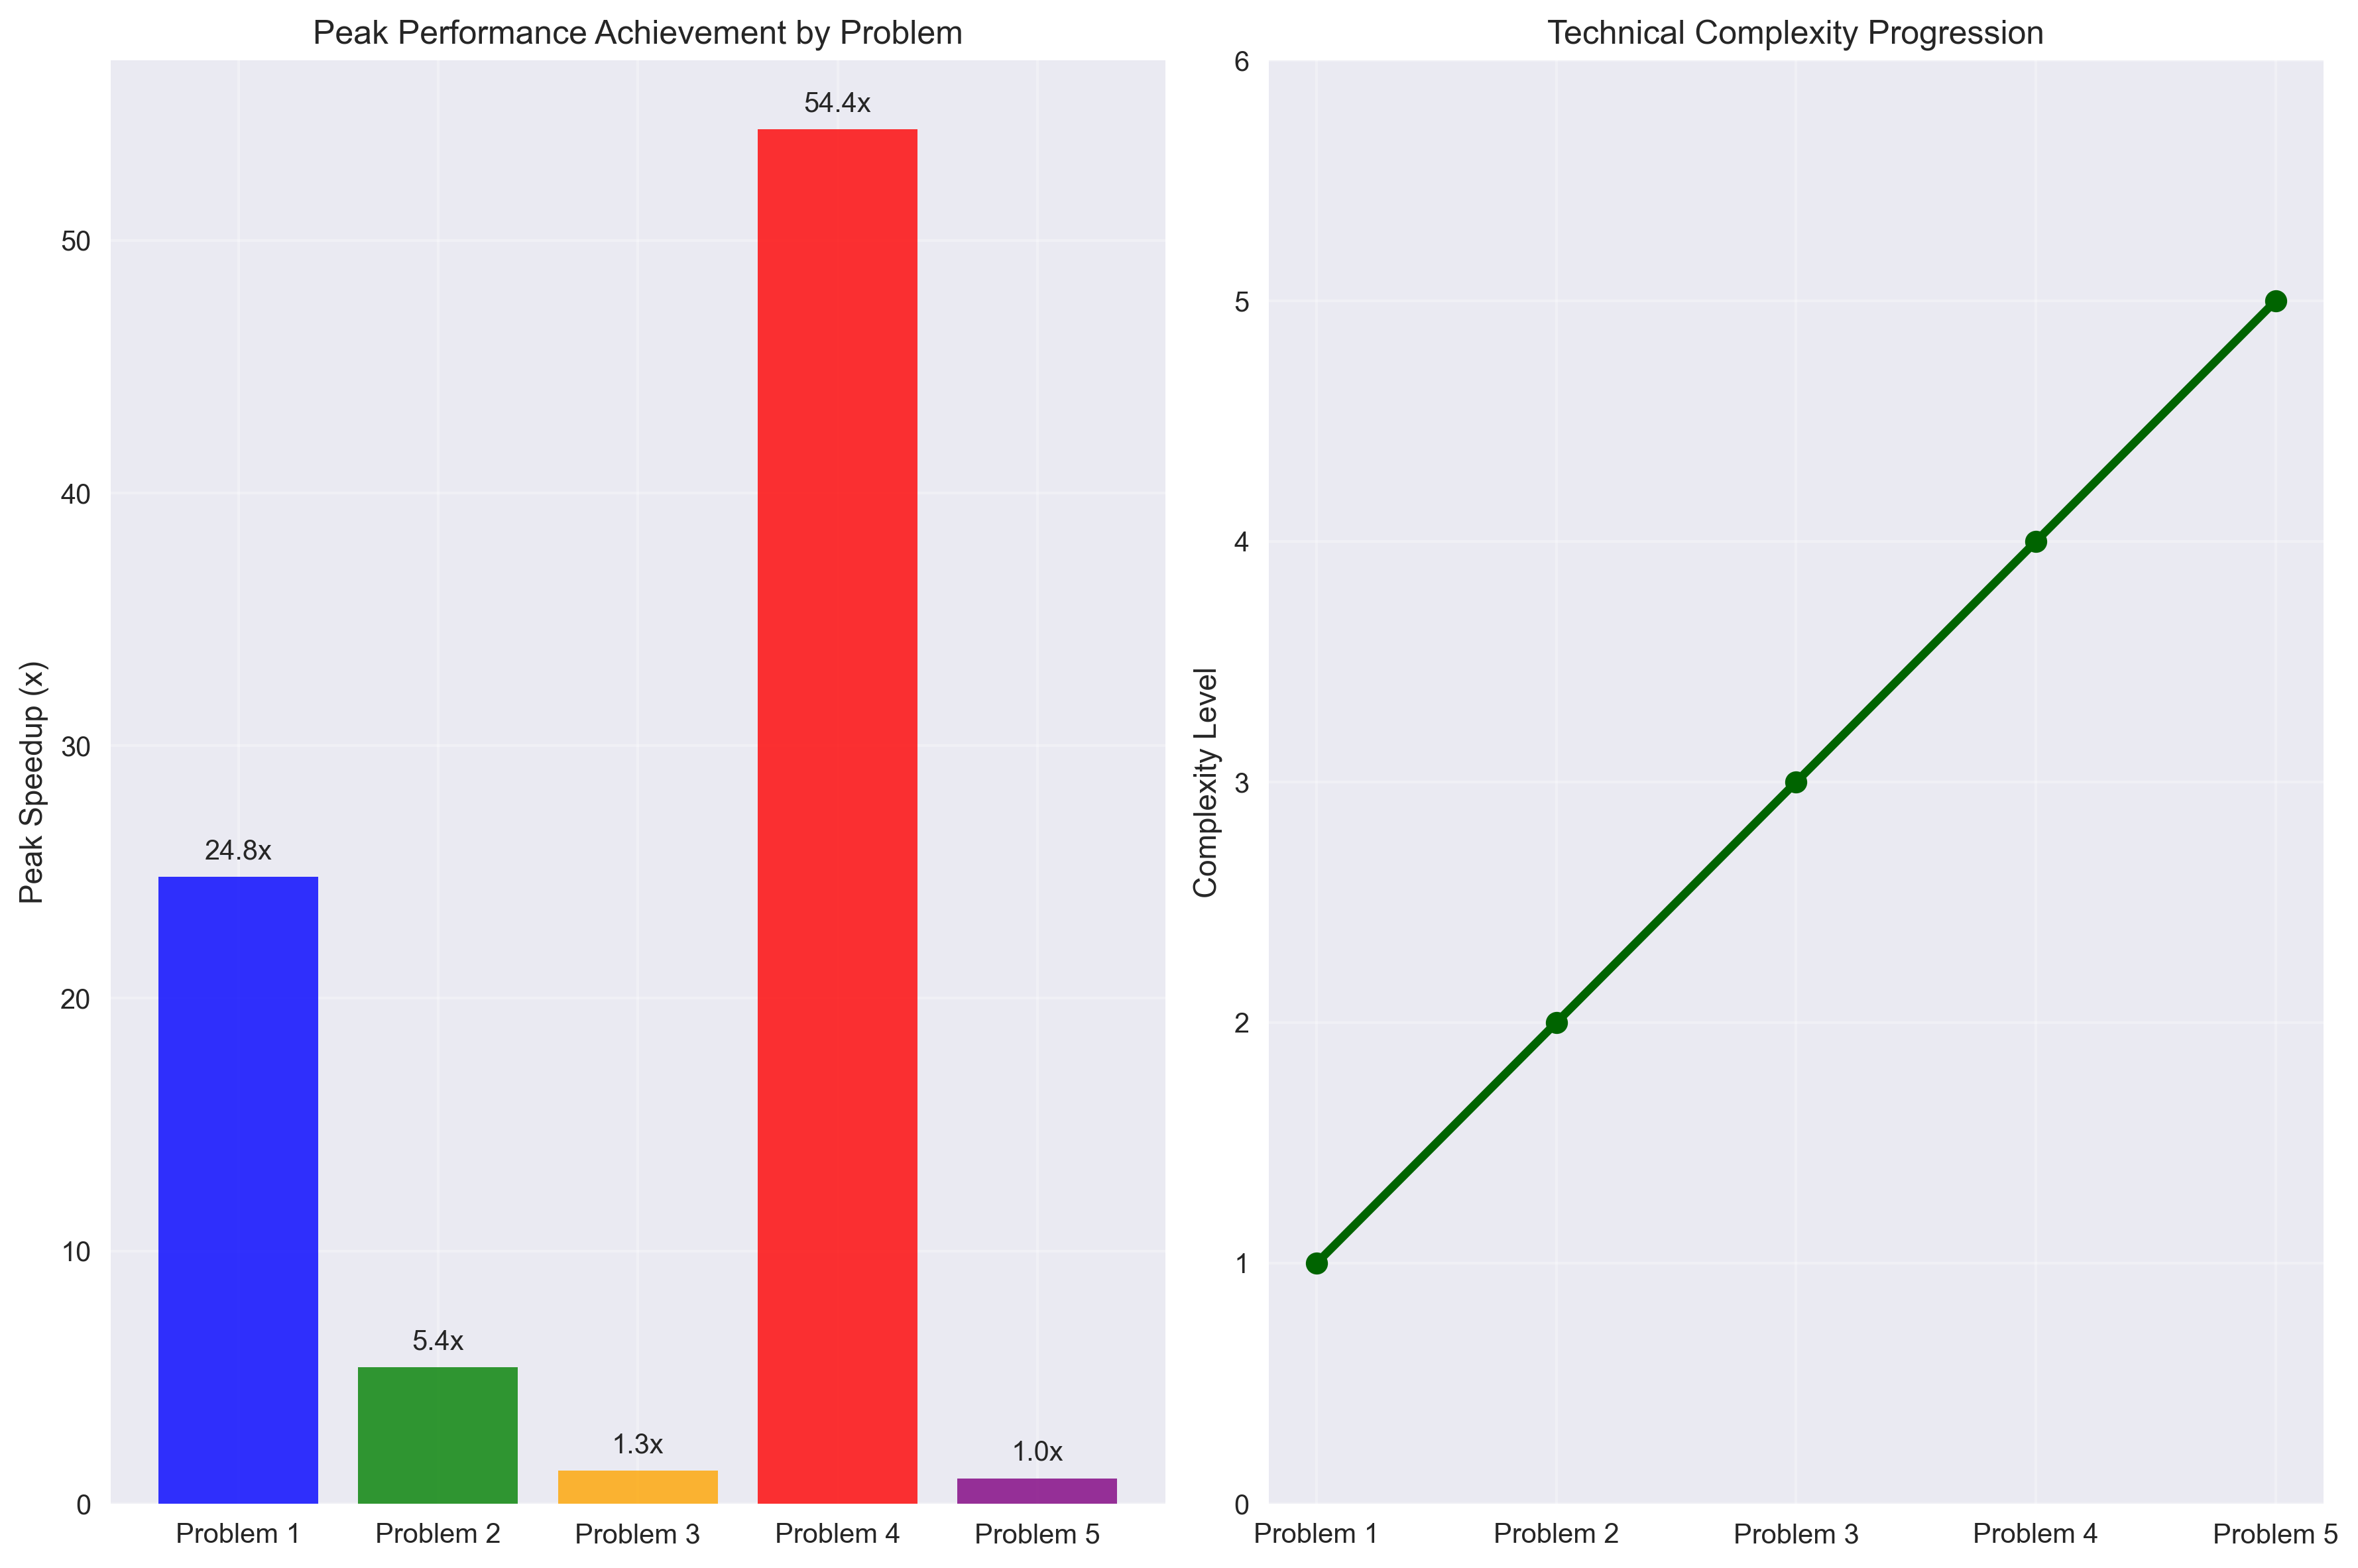 Peak Performance Achievement by Problem
Peak Speedup (x)
50
40
30
20
10
0
24.8x
5.4x
1.3x
54.4x
1.0x
Problem 1
Problem 2
Problem 3
Problem 4
Problem 5
Technical Complexity Progression
Complexity Level
6
5
4
3
2
1
0
Problem 1
Problem 2
Problem 3
Problem 4
Problem 5